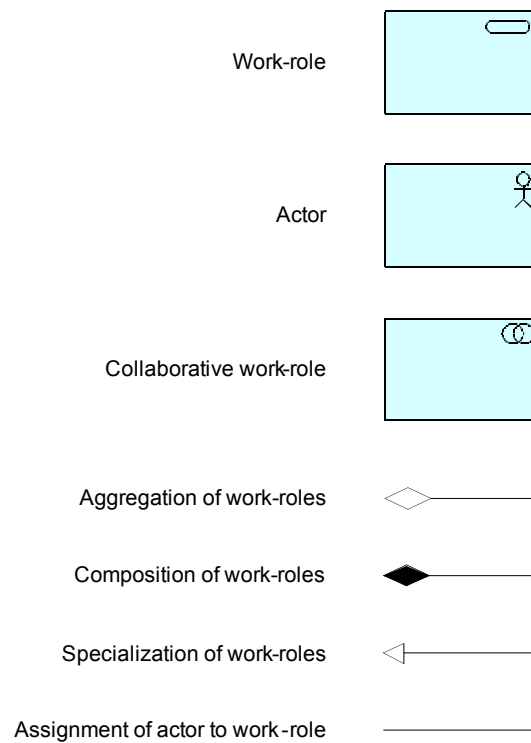 Work-role
Actor
Collaborative work-role
Aggregation of work-roles
Composition of work-roles
Specialization of work-roles
Assignment of actor to work-role